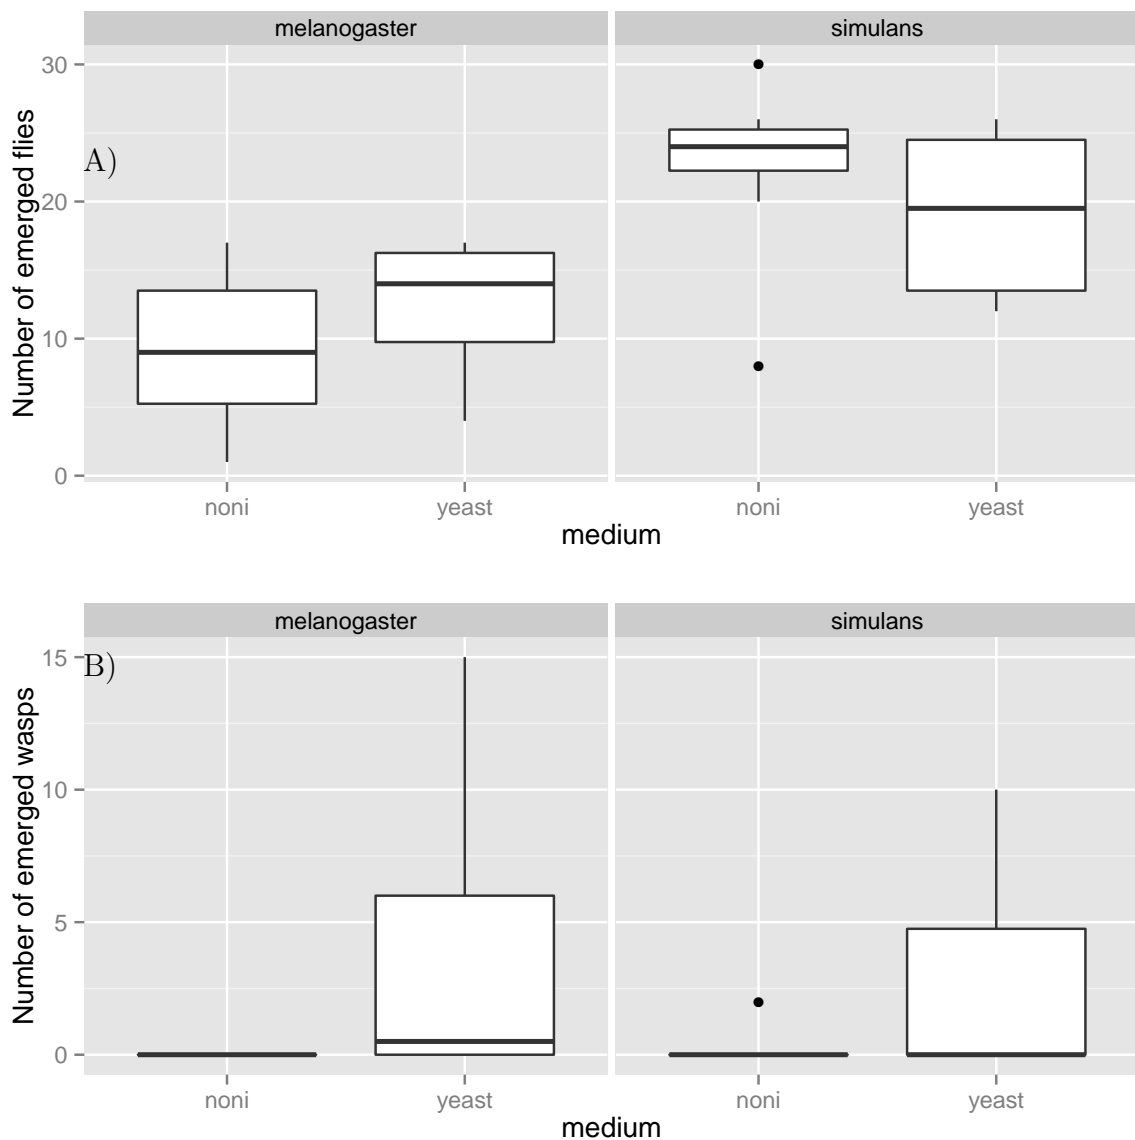 melanogaster simulans
30
20
10
0
Number of emerged flies
A)
noni yeast noni yeast
medium
melanogaster simulans
15
10
5
0
Number of emerged wasps
B)
noni yeast noni yeast
medium